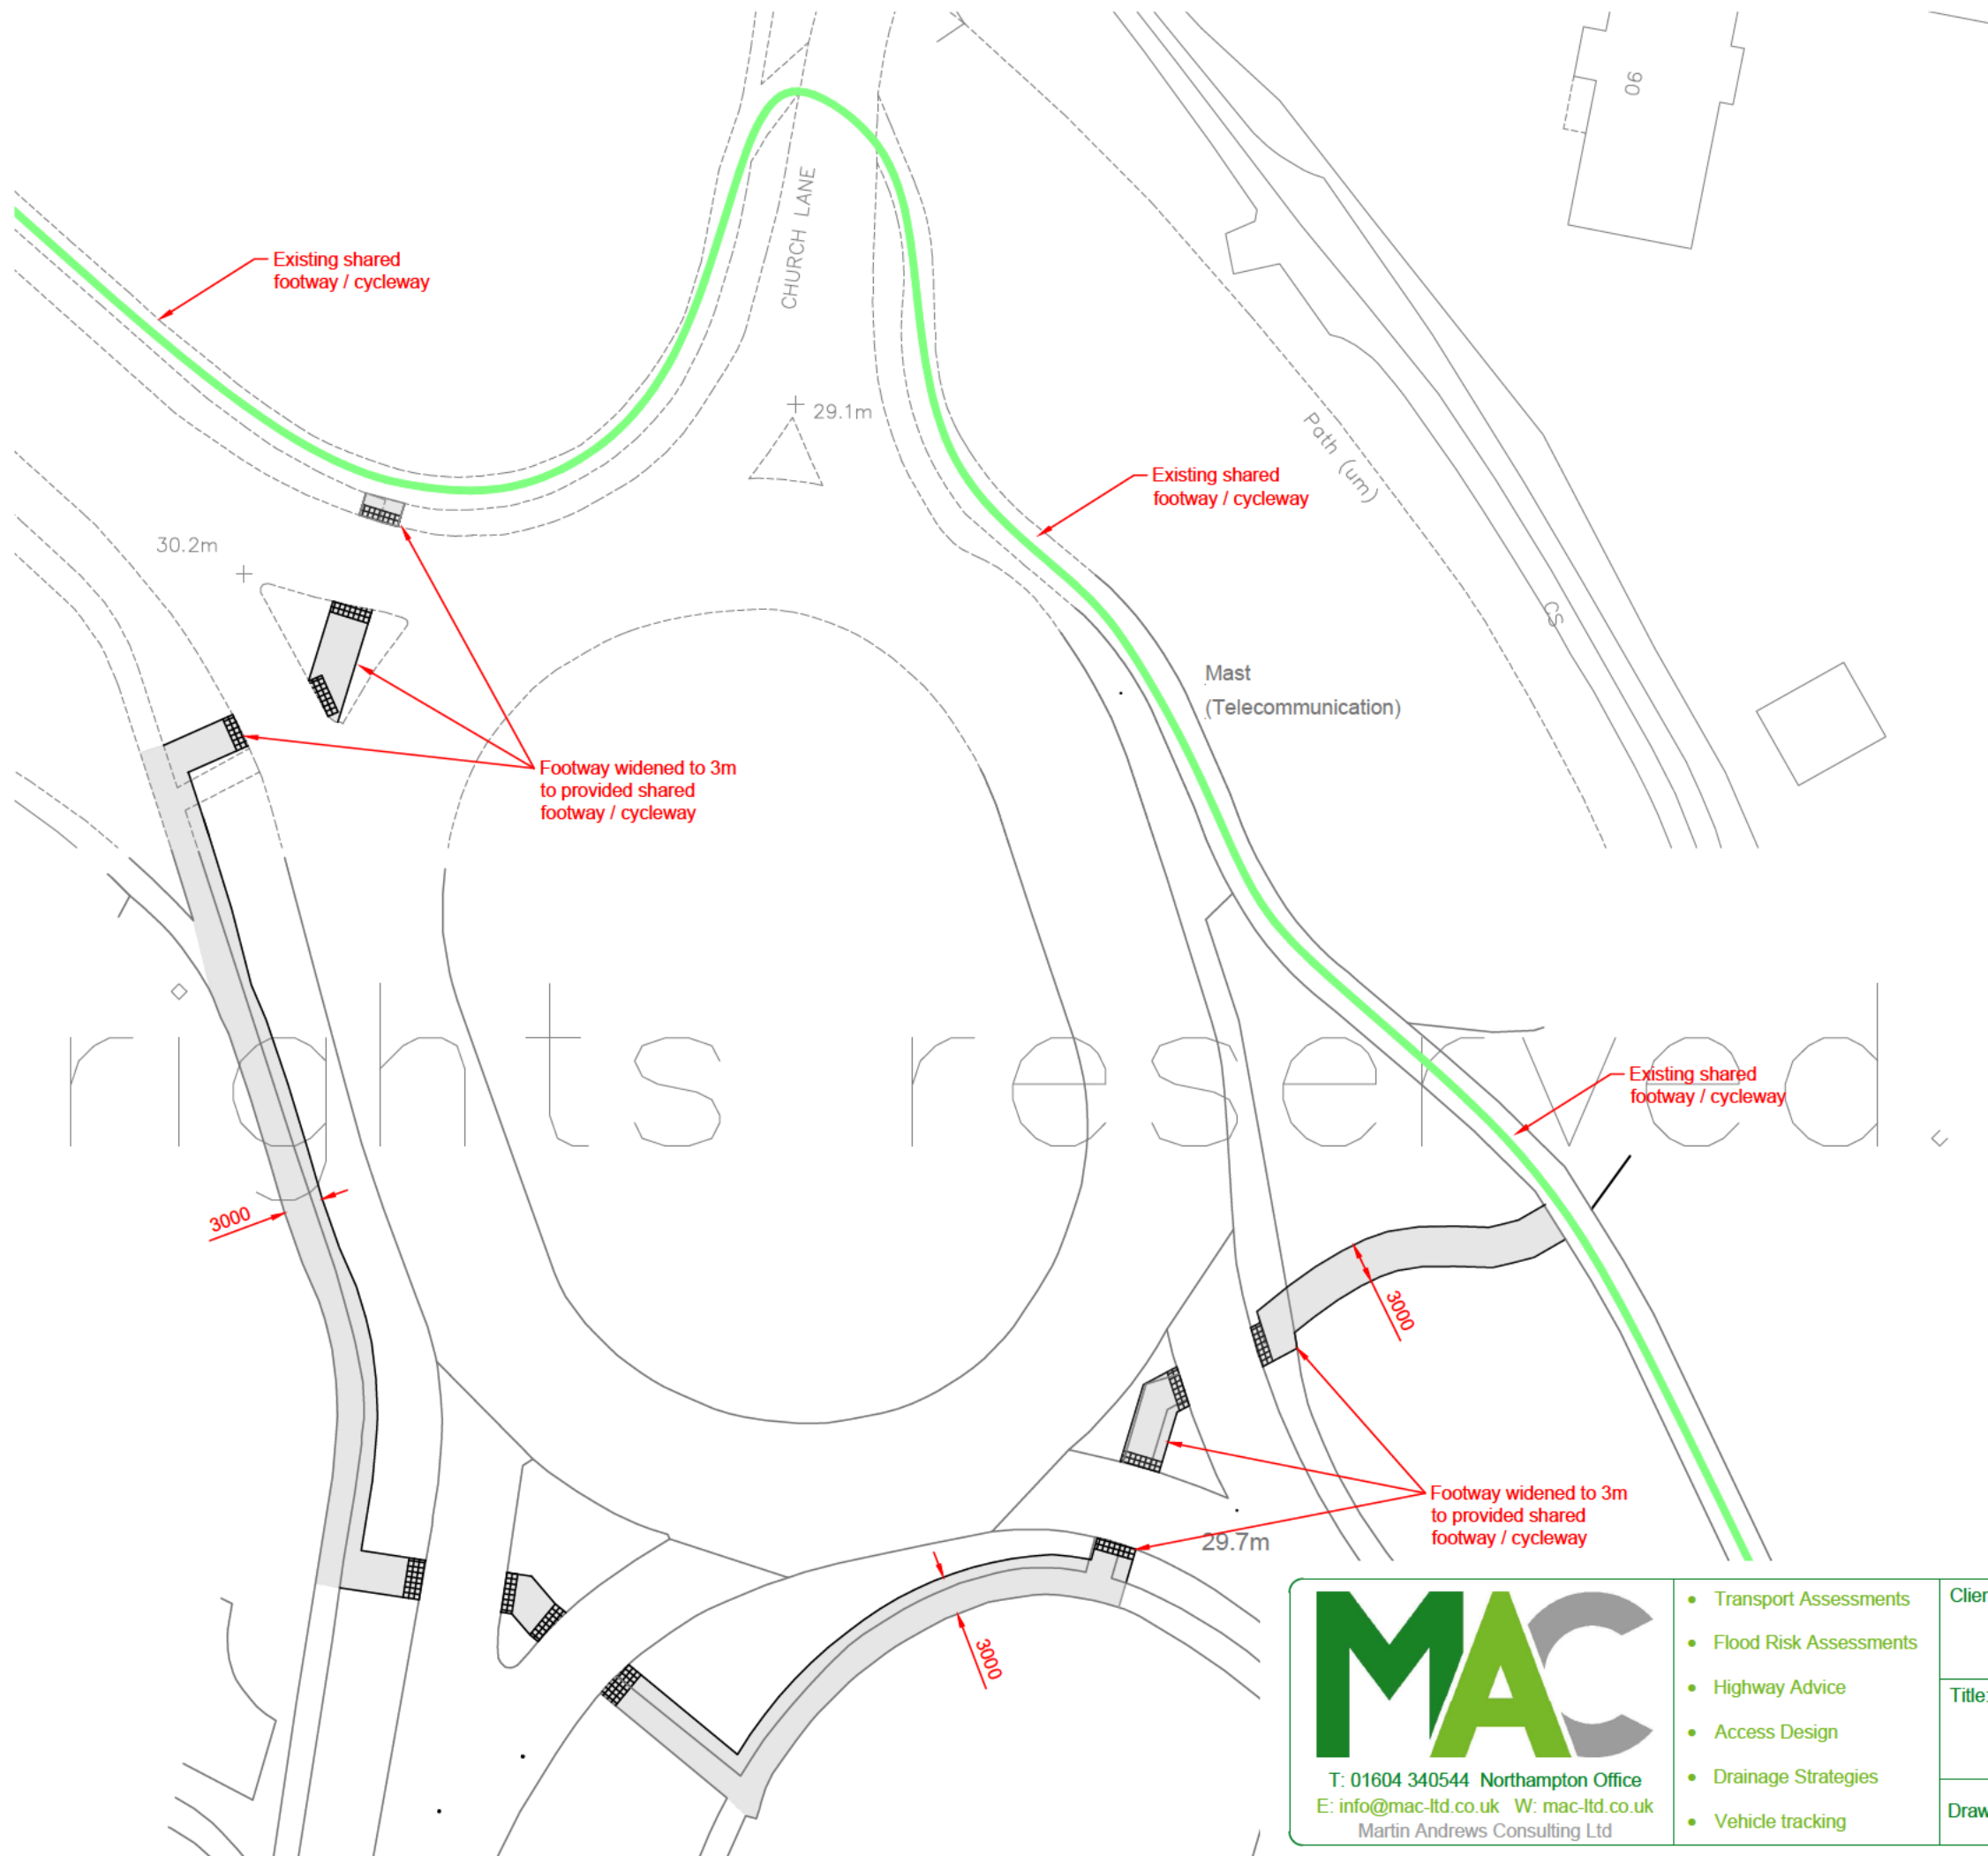 90
CHURCH LANE
Existing shared
footway / cycleway
29.1m
Path (um)
Existing shared
footway / cycleway
30.2m
CS
Mast
(Telecommunication)
Footway widened to 3m
to provided shared
footway / cycleway
rights reserved.
Existing shared
footway / cycleway
3000
3000
Footway widened to 3m
to provided shared
footway / cycleway
29.7m
3000
MAC
T: 01604 340544 Northampton Office
E: info@mac-ltd.co.uk W: mac-ltd.co.uk
Martin Andrews Consulting Ltd
• Transport Assessments
• Flood Risk Assessments
• Highway Advice
• Access Design
• Drainage Strategies
• Vehicle tracking
Clien
Title:
Draw